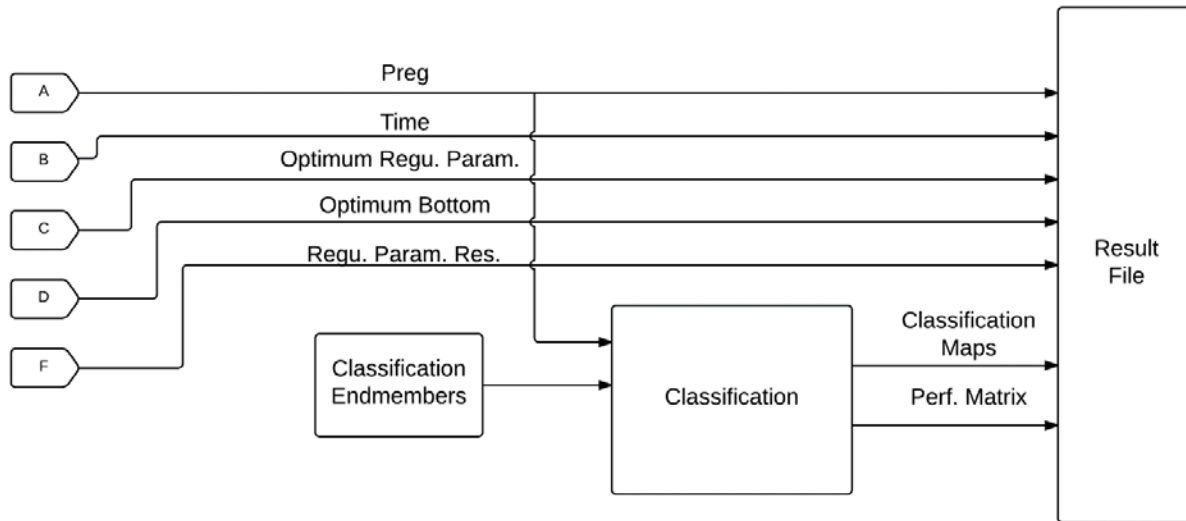 A
Preg
B
Time
Optimum Regu. Param.
C
Optimum Bottom
D
Regu. Param. Res.
F
Classification
Endmembers
Classification
Classification
Maps
Perf. Matrix
Result
File